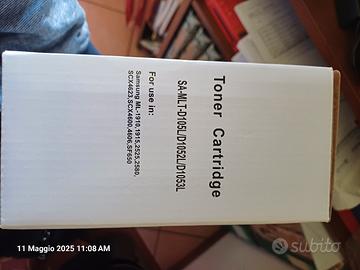 Toner Cartridge
SA-MLT-D105L/D1052L/D1053L
For use in:
Samsung ML-1910,1915,2525,2580,
SCX4623,SCX4600,4606,SF650
11 Maggio 2025 11:08 AM
subito